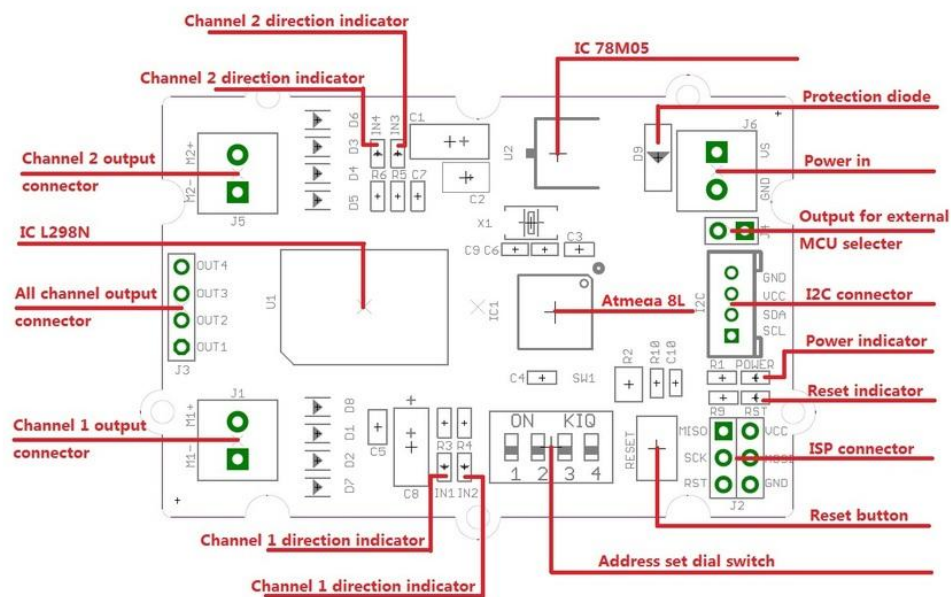 Channel 2 direction indicator
IC 78M05
Channel 2 direction indicator
Protection diode
Channel 2 output
connector
Power in
IC L298N
Output for external
MCU selecter
All channel output
connector
Atmega 8L
I2C connector
Power indicator
Reset indicator
Channel 1 output
connector
ISP connector
Reset button
Channel 1 direction indicator
Address set dial switch
Channel 1 direction indicator
M2+
M2-
J5
D6
D3
D4
D5
IN4
IN3
C1
R6
R5
C7
C2
U2
D9
J6
VS
GND
J4
X1
C9
C6
C3
OUT4
OUT3
OUT2
OUT1
J3
U1
IC1
I2C
GND
VCC
SDA
SCL
C4
SW1
R2
R10
C10
R1
POWER
R9
RST
J1
M1+
M1-
D8
D1
D2
D7
C5
C8
R3
R4
IN1
IN2
ON
KIQ
1 2 3 4
RESET
MISO
VCC
SCK
RST
GND
J2